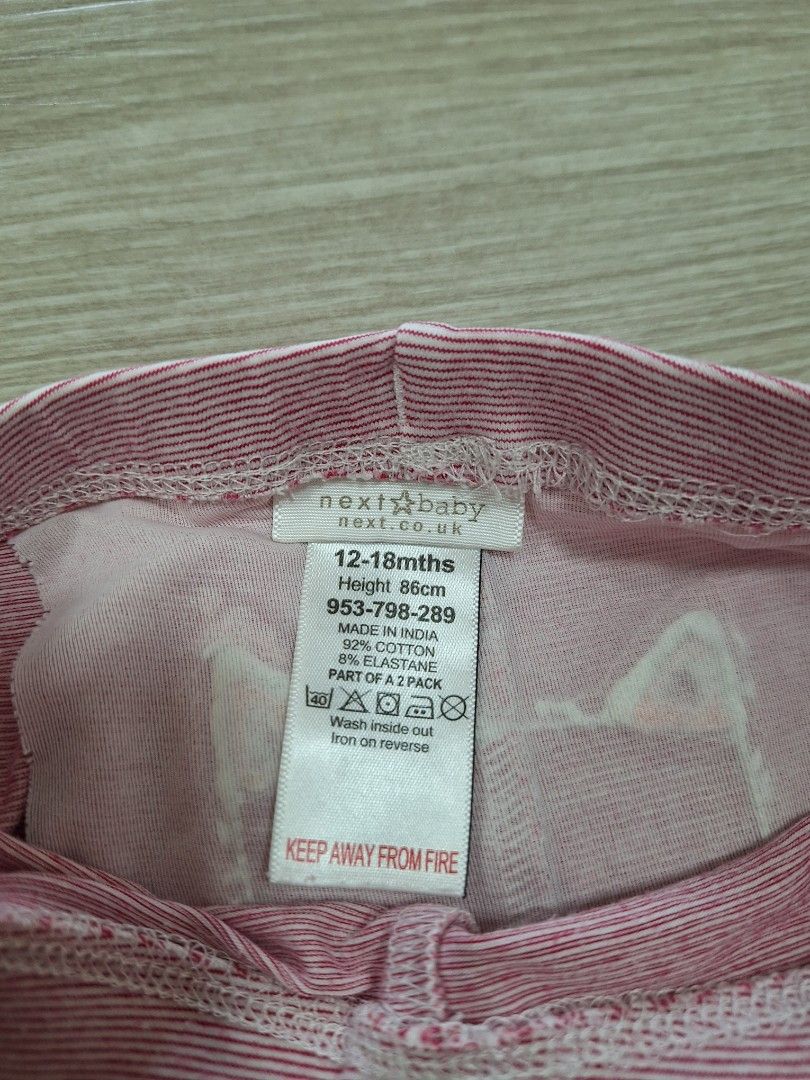 next baby
next.co.uk
12-18mths
Height 86cm
953-798-289
MADE IN INDIA
92% COTTON
8% ELASTANE
PART OF A 2 PACK
40
Wash inside out
Iron on reverse
KEEP AWAY FROM FIRE